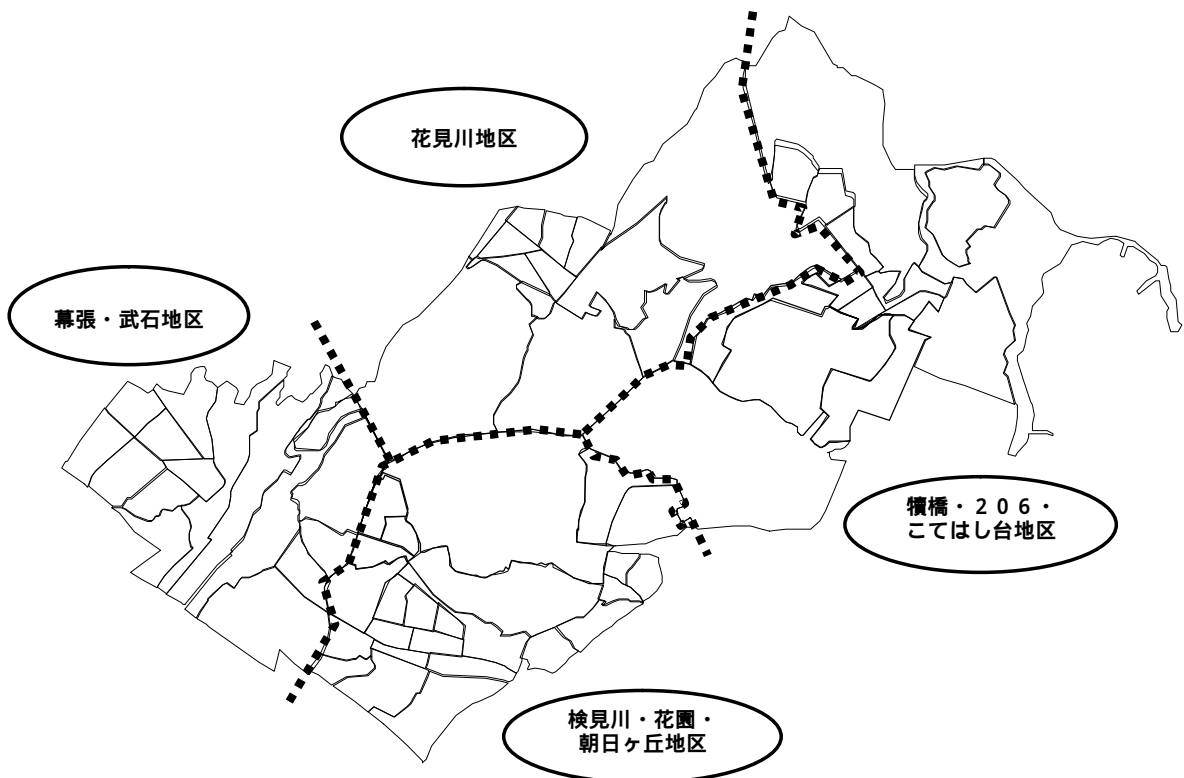 花見川地区
幕張・武石地区
犢橋・２０６・
こてはし台地区
検見川・花園・
朝日ヶ丘地区